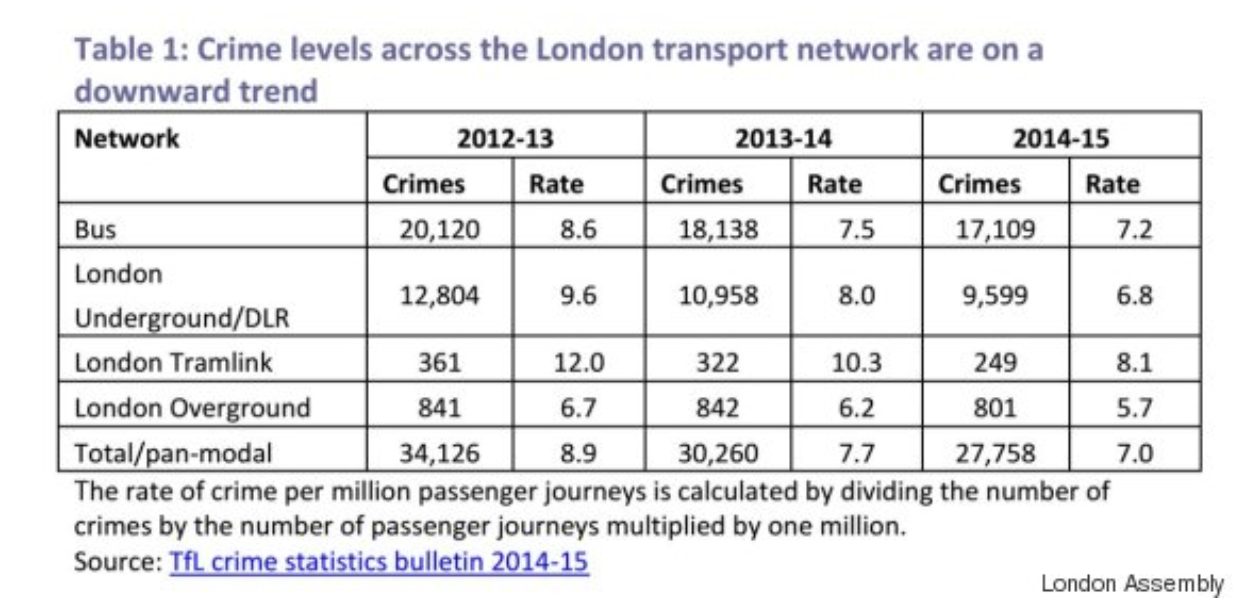 Table 1: Crime levels across the London transport network are on a
downward trend
Network 2012-13 2013-14 2014-15
Crimes Rate Crimes Rate Crimes Rate
Bus 20,120 8.6 18,138 7.5 17,109 7.2
London
Underground/DLR 12,804 9.6 10,958 8.0 9,599 6.8
London Tramlink 361 12.0 322 10.3 249 8.1
London Overground 841 6.7 842 6.2 801 5.7
Total/pan-modal 34,126 8.9 30,260 7.7 27,758 7.0
The rate of crime per million passenger journeys is calculated by dividing the number of
crimes by the number of passenger journeys multiplied by one million.
Source: TfL crime statistics bulletin 2014-15
London Assembly